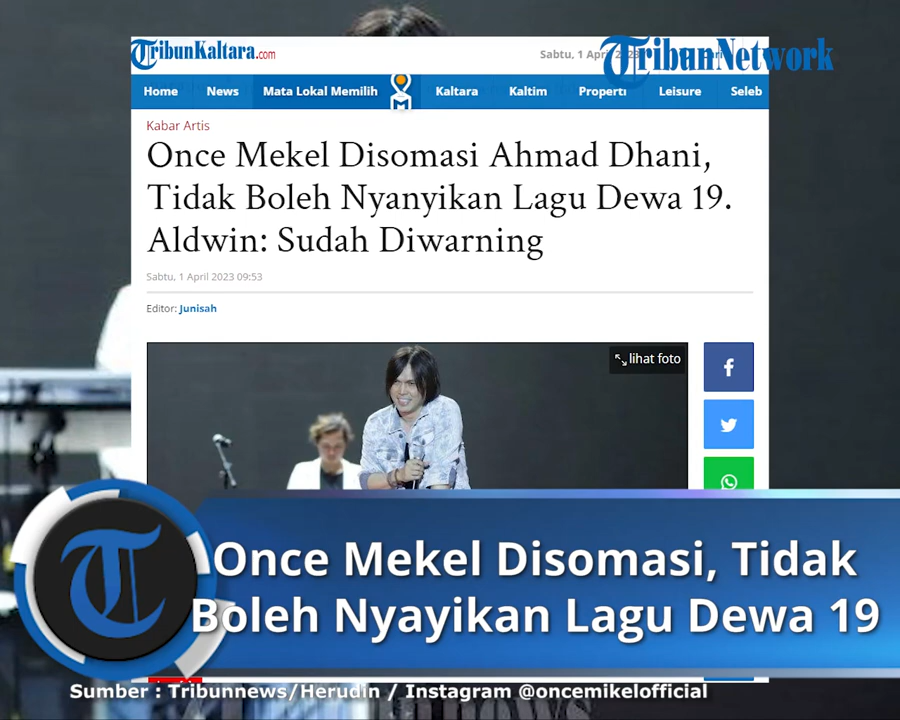 TribunKaltara.com
Sabtu, 1 April 2023
TribunNetwork
Home News Mata Lokal Memilih Kaltara Kaltim Properti Leisure Seleb
Kabar Artis
Once Mekel Disomasi Ahmad Dhani,
Tidak Boleh Nyanyikan Lagu Dewa 19.
Aldwin: Sudah Diwarning
Sabtu, 1 April 2023 09:53
Editor: Junisah
lihat foto
Once Mekel Disomasi, Tidak
Boleh Nyayikan Lagu Dewa 19
Sumber : Tribunnews/Herudin / Instagram @oncemikelofficial